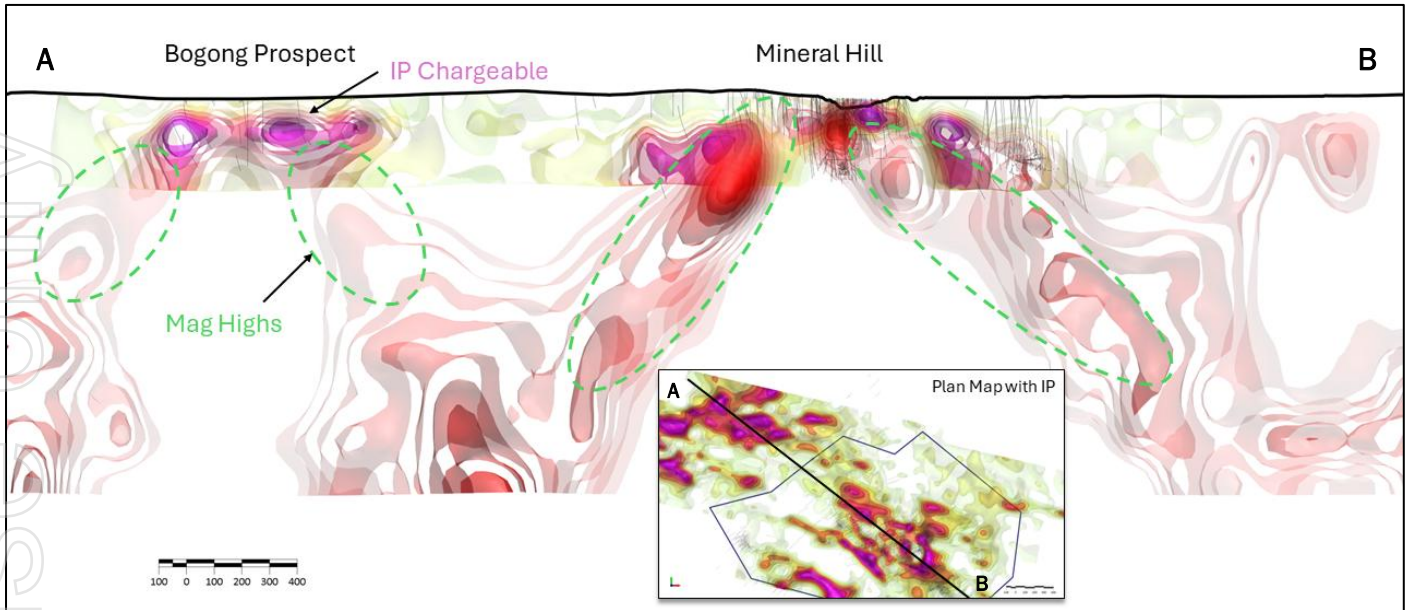 A
Bogong Prospect
IP Chargeable
Mineral Hill
B
Mag Highs
Plan Map with IP
A
B
100 0 100 200 300 400